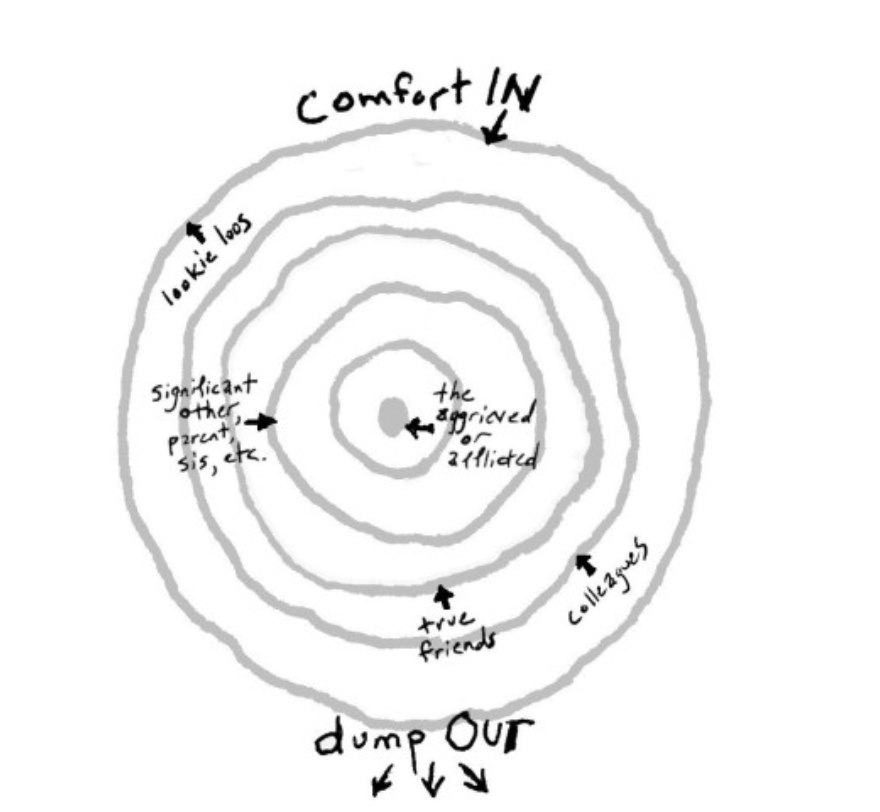 Comfort IN
lookie loos
significant
other,
parent,
sis, etc.
the
aggrieved
or
afflicted
colleagues
true
friends
dump OUT